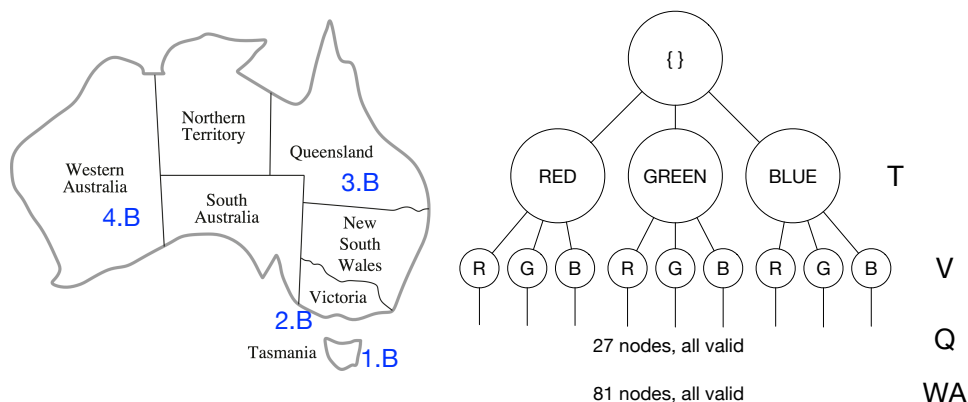 Northern
Territory
Western
Australia
4.B
Queensland
3.B
South
Australia
New
South
Wales
Victoria
2.B
Tasmania
1.B
{ }
RED GREEN BLUE T
R G B R G B R G B V
27 nodes, all valid Q
81 nodes, all valid WA